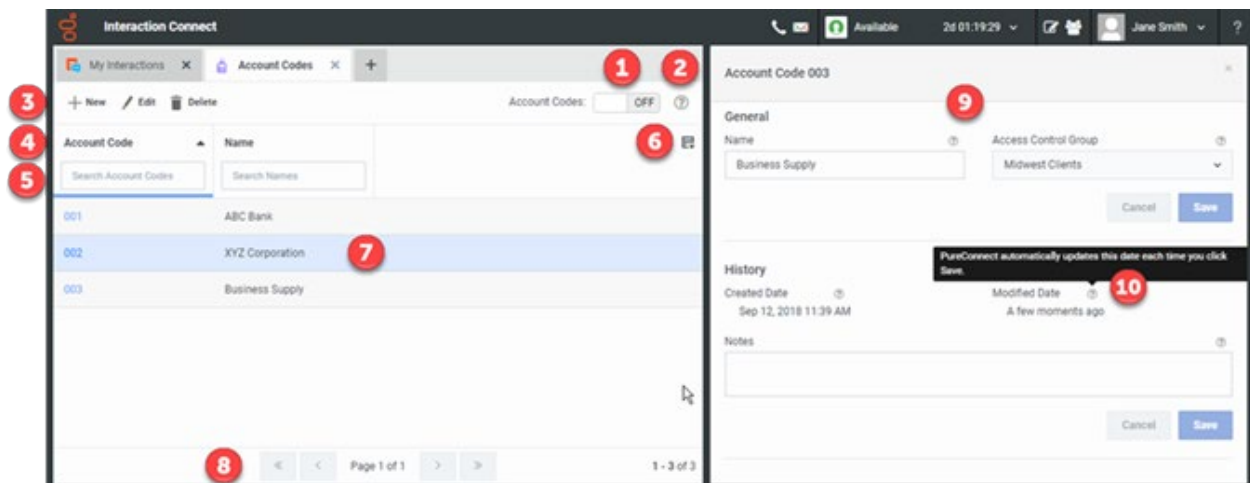 Interaction Connect
Available
2d 01:19:29
Jane Smith
?
My Interactions X
Account Codes X
+
1
2
Account Code 003
×
3
+ New
Edit
Delete
Account Codes:
OFF
?
9
General
4
Account Code
Name
6
Name ?
Access Control Group ?
5
Search Account Codes
Search Names
Business Supply
Midwest Clients
Cancel
Save
001
ABC Bank
002
XYZ Corporation
7
PureConnect automatically updates this date each time you click
Save.
History
003
Business Supply
Created Date ?
Modified Date ?
10
Sep 12, 2018 11:39 AM
A few moments ago
Notes ?
Cancel
Save
8
« < Page 1 of 1 > »
1 - 3 of 3